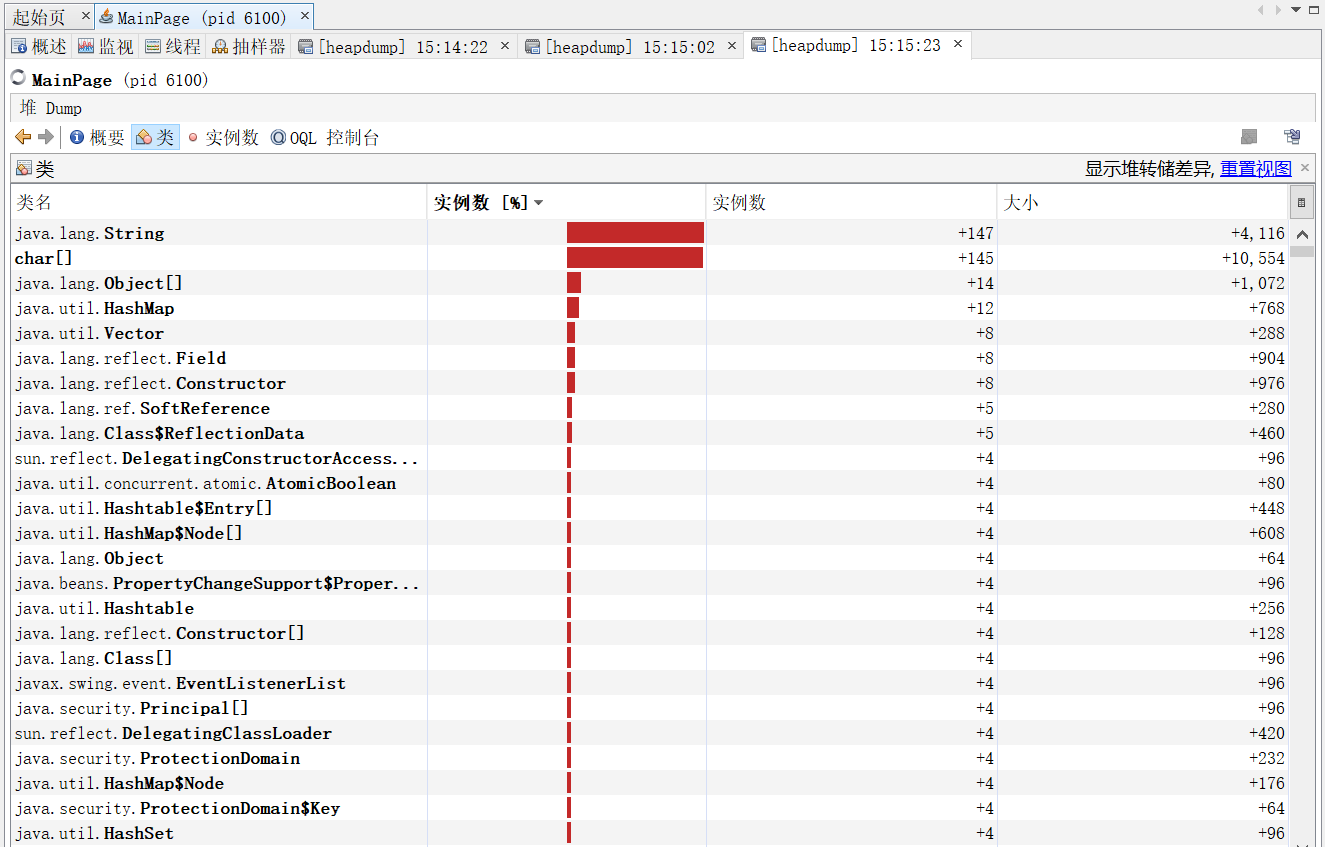 起始页 × MainPage (pid 6100) ×
概述 监视 线程 抽样器 [heapdump] 15:14:22 × [heapdump] 15:15:02 × [heapdump] 15:15:23 ×
MainPage (pid 6100)
堆 Dump
概要 类 实例数 OQL 控制台
类 显示堆转储差异, 重置视图 ×
类名 实例数 [%] 实例数 大小
java.lang.String +147 +4,116
char[] +145 +10,554
java.lang.Object[] +14 +1,072
java.util.HashMap +12 +768
java.util.Vector +8 +288
java.lang.reflect.Field +8 +904
java.lang.reflect.Constructor +8 +976
java.lang.ref.SoftReference +5 +280
java.lang.Class$ReflectionData +5 +460
sun.reflect.DelegatingConstructorAccess... +4 +96
java.util.concurrent.atomic.AtomicBoolean +4 +80
java.util.Hashtable$Entry[] +4 +448
java.util.HashMap$Node[] +4 +608
java.lang.Object +4 +64
java.beans.PropertyChangeSupport$Proper... +4 +96
java.util.Hashtable +4 +256
java.lang.reflect.Constructor[] +4 +128
java.lang.Class[] +4 +96
javax.swing.event.EventListenerList +4 +96
java.security.Principal[] +4 +96
sun.reflect.DelegatingClassLoader +4 +420
java.security.ProtectionDomain +4 +232
java.util.HashMap$Node +4 +176
java.security.ProtectionDomain$Key +4 +64
java.util.HashSet +4 +96